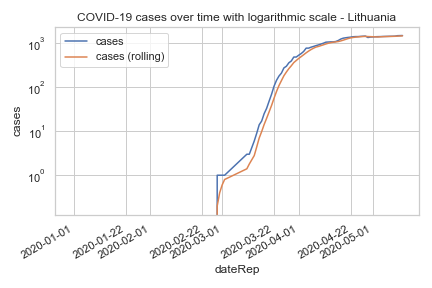 COVID-19 cases over time with logarithmic scale - Lithuania
cases
cases (rolling)
10³
10²
10¹
10⁰
cases
2020-01-01
2020-01-22
2020-02-01
2020-02-22
2020-03-01
2020-03-22
2020-04-01
2020-04-22
2020-05-01
dateRep